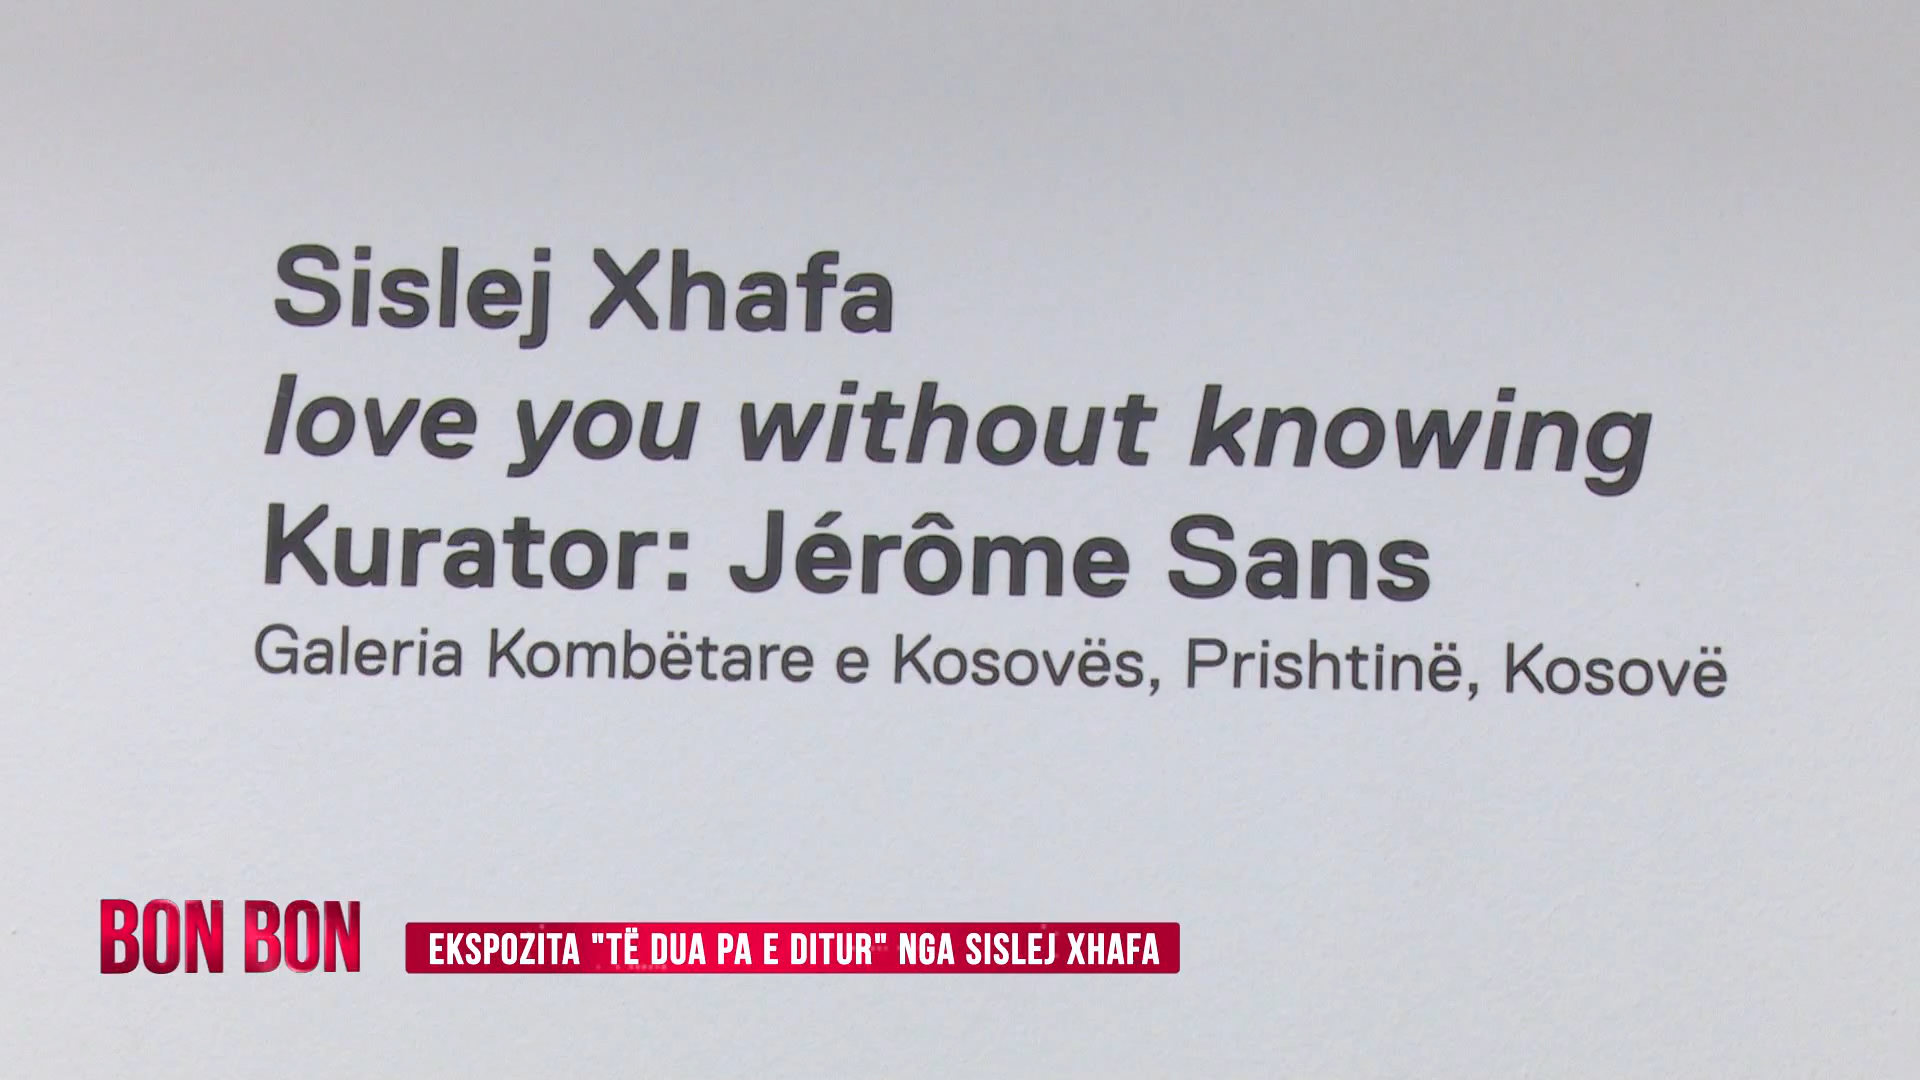 Sislej Xhafa
love you without knowing
Kurator: Jérôme Sans
Galeria Kombëtare e Kosovës, Prishtinë, Kosovë
BON BON
EKSPOZITA "TË DUA PA E DITUR" NGA SISLEJ XHAFA